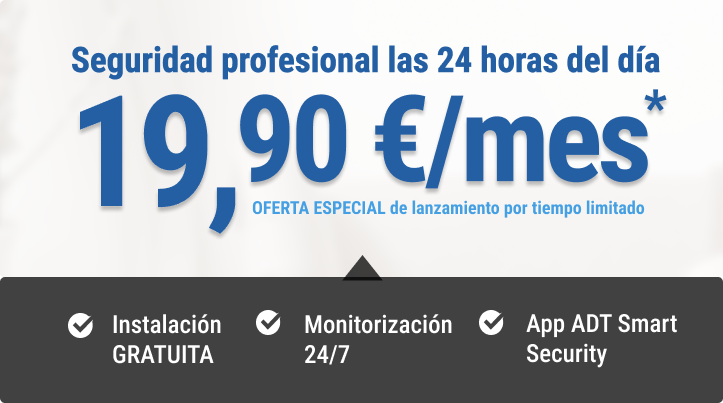 Seguridad profesional las 24 horas del día
19,90 €/mes*
OFERTA ESPECIAL de lanzamiento por tiempo limitado
Instalación
GRATUITA
Monitorización
24/7
App ADT Smart
Security